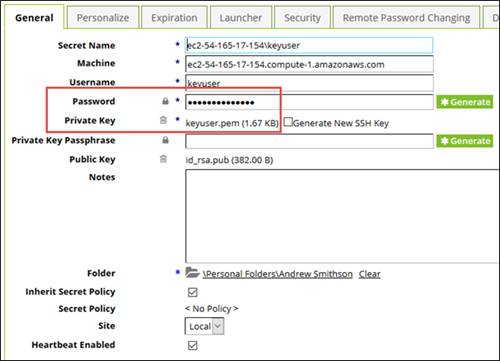 General Personalize Expiration Launcher Security Remote Password Changing D
Secret Name * ec2-54-165-17-154\keyuser
Machine * ec2-54-165-17-154.compute-1.amazonaws.com
Username * keyuser
Password * •••••••••••••• Generate
Private Key * keyuser.pem (1.67 KB) Generate New SSH Key
Private Key Passphrase Generate
Public Key id_rsa.pub (382.00 B)
Notes
Folder * \Personal Folders\Andrew Smithson Clear
Inherit Secret Policy
Secret Policy < No Policy >
Site Local
Heartbeat Enabled